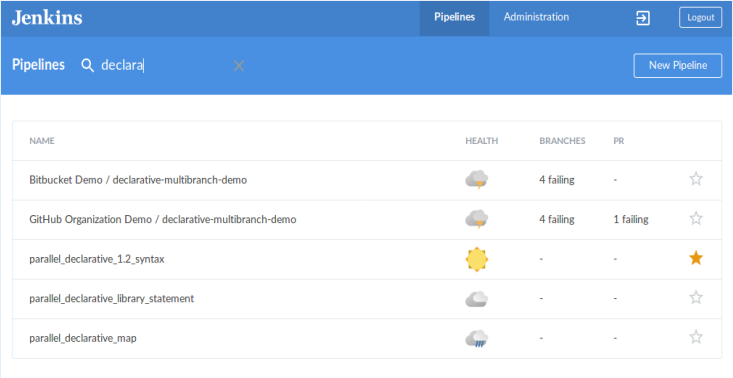 Jenkins Pipelines Administration Logout
Pipelines declara New Pipeline
NAME HEALTH BRANCHES PR
Bitbucket Demo / declarative-multibranch-demo 4 failing -
GitHub Organization Demo / declarative-multibranch-demo 4 failing 1 failing
parallel_declarative_1.2_syntax - -
parallel_declarative_library_statement - -
parallel_declarative_map - -